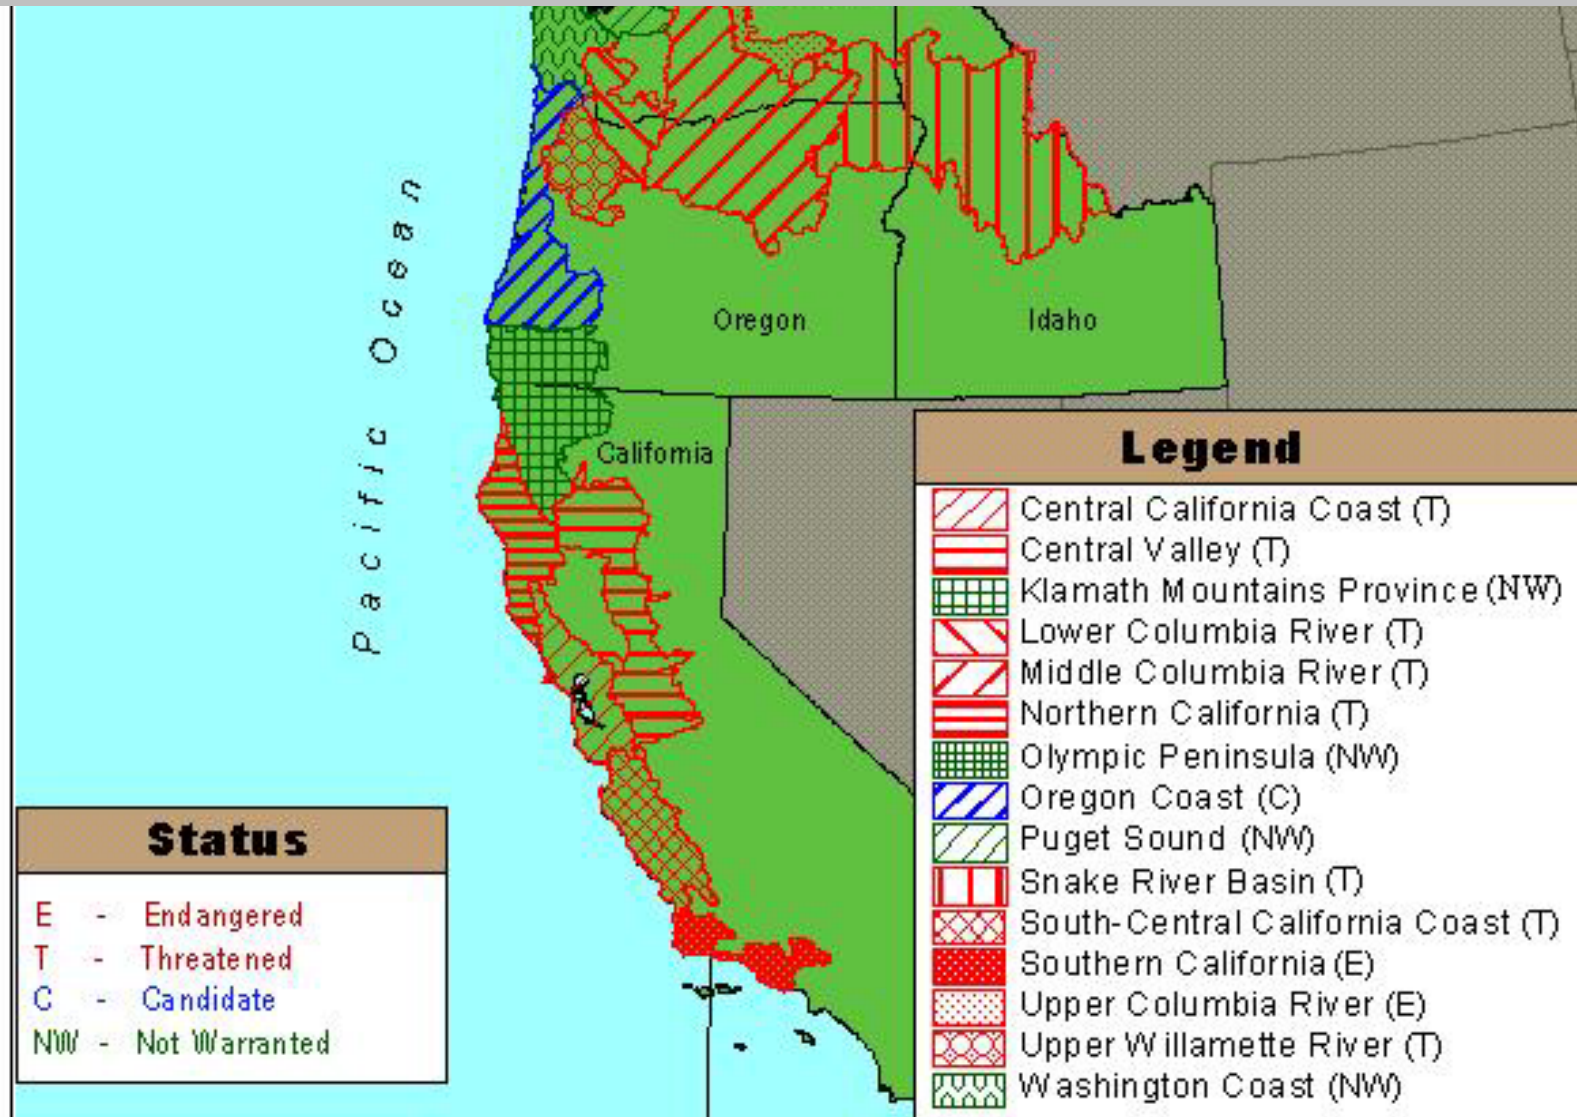 Pacific Ocean
Oregon
Idaho
California
Legend
Central California Coast (T)
Central Valley (T)
Klamath Mountains Province (NW)
Lower Columbia River (T)
Middle Columbia River (T)
Northern California (T)
Olympic Peninsula (NW)
Oregon Coast (C)
Puget Sound (NW)
Snake River Basin (T)
South-Central California Coast (T)
Southern California (E)
Upper Columbia River (E)
Upper Willamette River (T)
Washington Coast (NW)
Status
E - Endangered
T - Threatened
C - Candidate
NW - Not Warranted